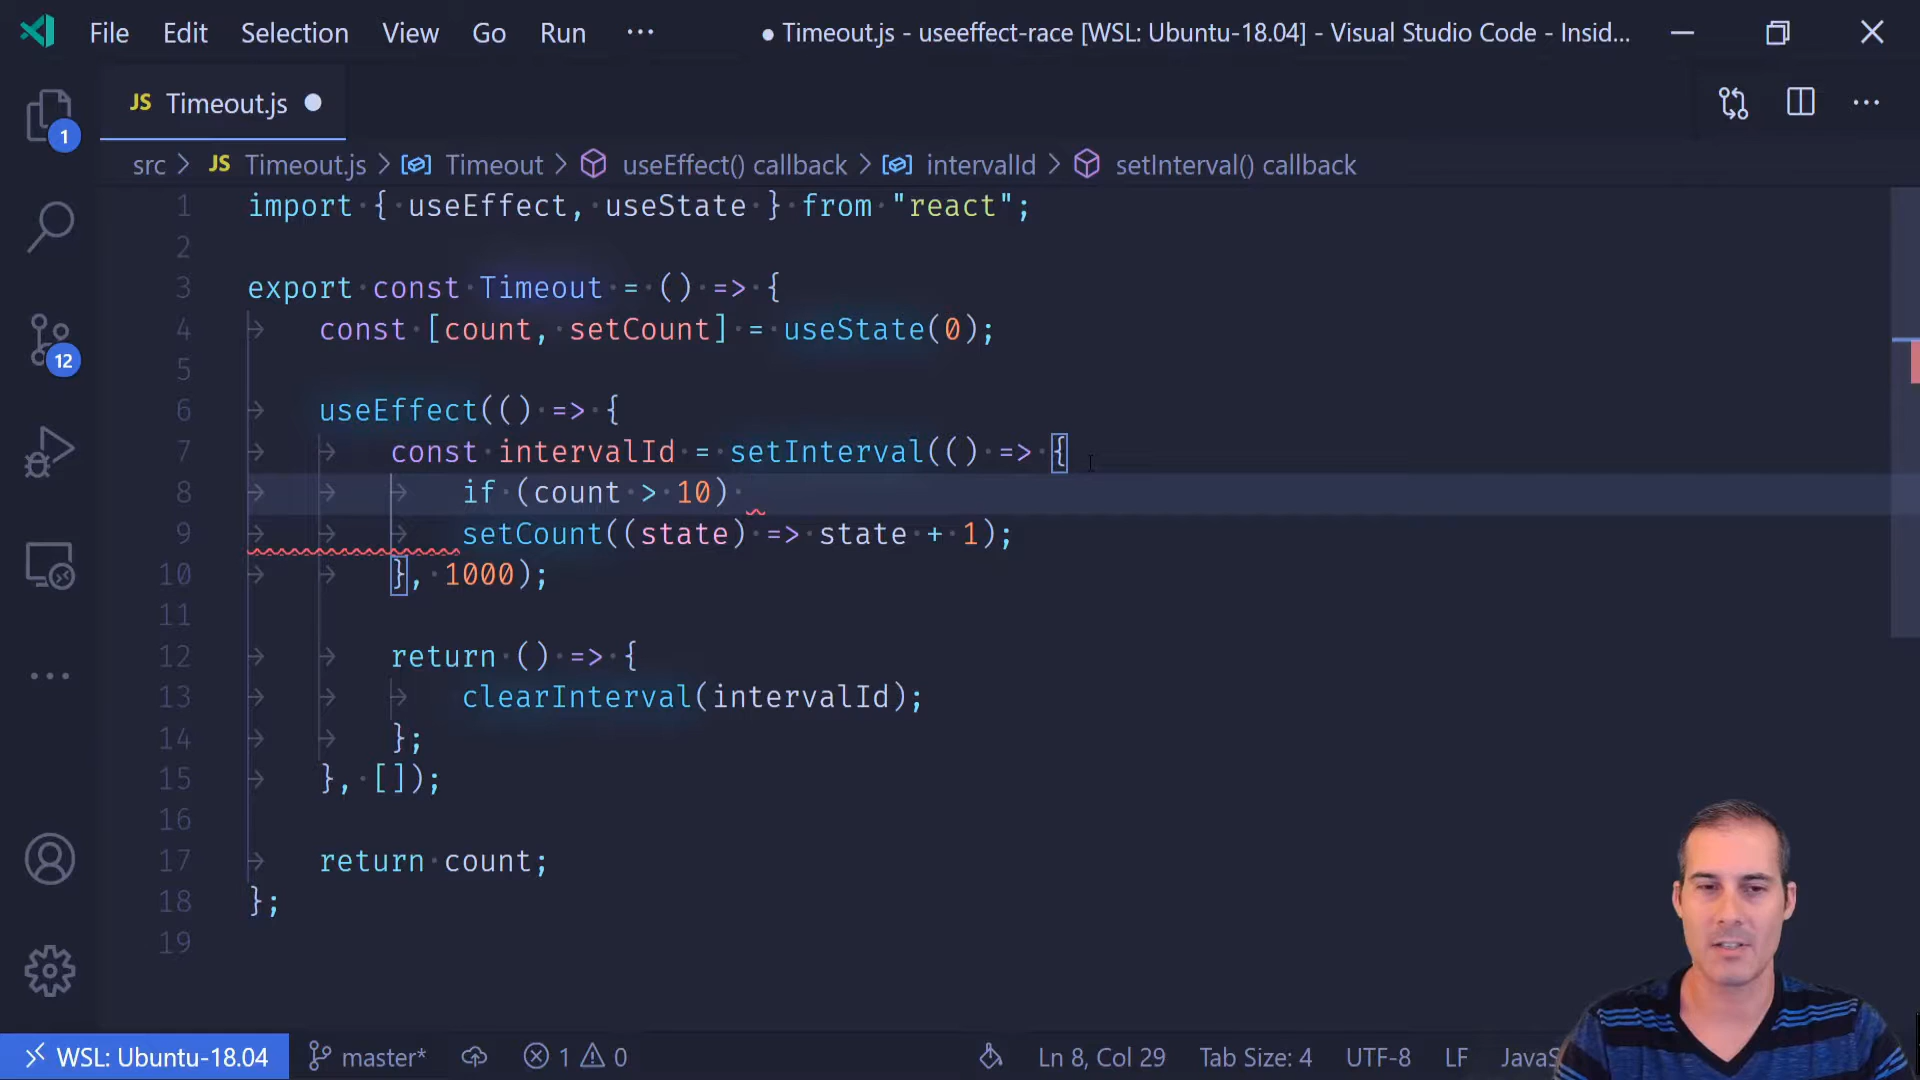 File Edit Selection View Go Run ··· ● Timeout.js - useeffect-race [WSL: Ubuntu-18.04] - Visual Studio Code - Insid...
JS Timeout.js
src > JS Timeout.js > Timeout > useEffect() callback > intervalId > setInterval() callback
1 import { useEffect, useState } from "react";
2
3 export const Timeout = () => {
4 const [count, setCount] = useState(0);
5
6 useEffect(() => {
7 const intervalId = setInterval(() => {
8 if (count > 10)
9 setCount((state) => state + 1);
10 }, 1000);
11
12 return () => {
13 clearInterval(intervalId);
14 };
15 }, []);
16
17 return count;
18 };
19
1
12
WSL: Ubuntu-18.04 master* 1 0 Ln 8, Col 29 Tab Size: 4 UTF-8 LF